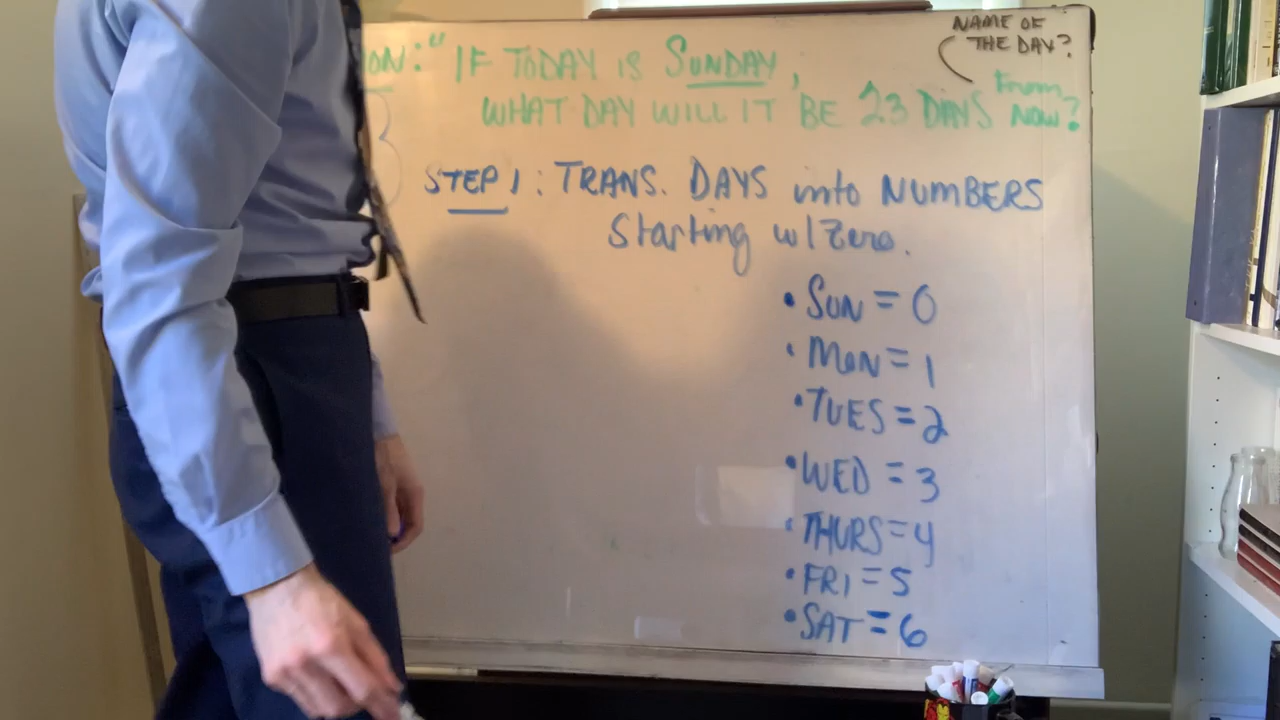 NAME OF
THE DAY?
ON: "IF TODAY IS SUNDAY,
WHAT DAY WILL IT BE 23 DAYS From
NOW?
STEP 1: TRANS. DAYS into NUMBERS
Starting w/Zero.
• SUN = 0
• MON = 1
• TUES = 2
• WED = 3
• THURS = 4
• FRI = 5
• SAT = 6